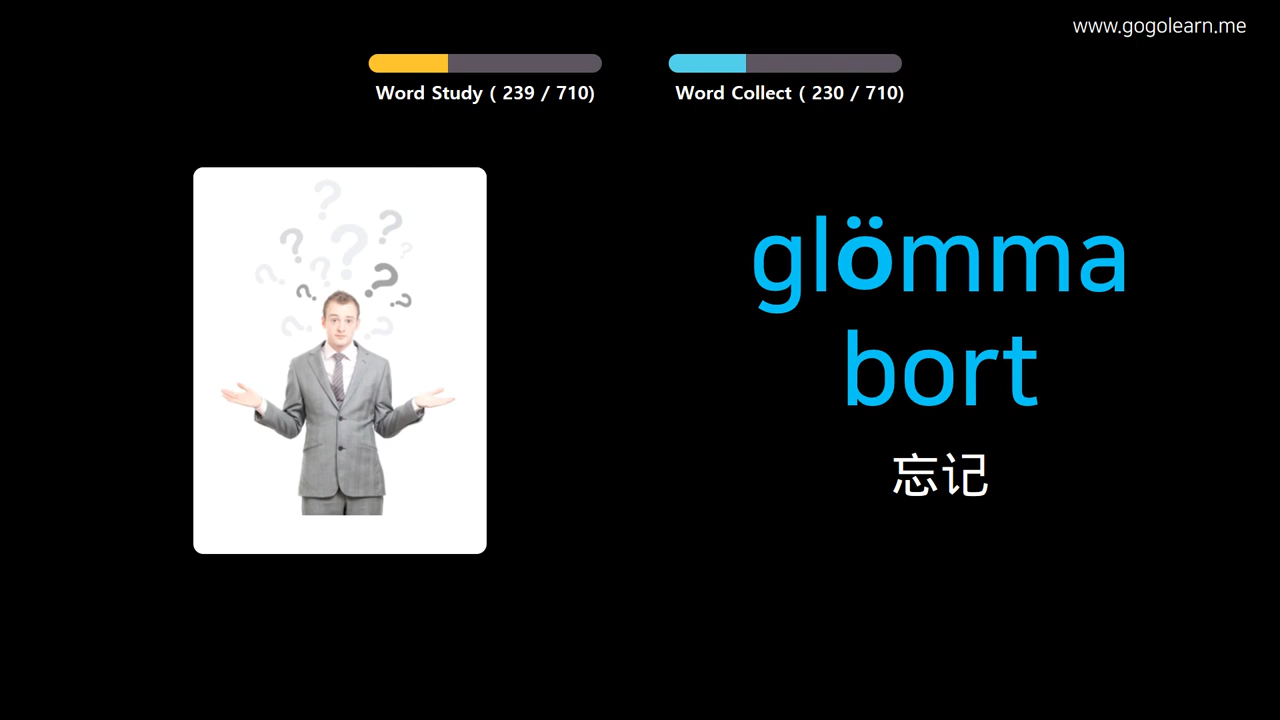 www.gogolearn.me
Word Study ( 239 / 710)
Word Collect ( 230 / 710)
glömma
bort
忘记